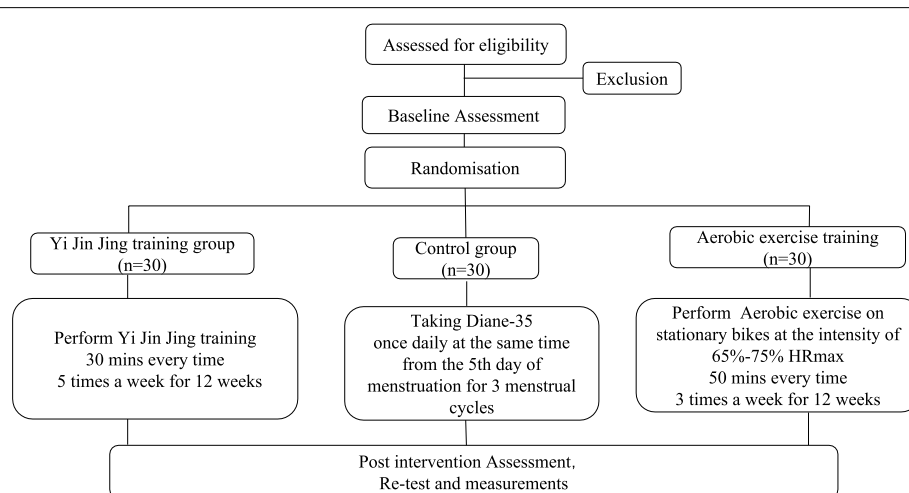 Assessed for eligibility
Exclusion
Baseline Assessment
Randomisation
Yi Jin Jing training group
(n=30)
Control group
(n=30)
Aerobic exercise training
(n=30)
Perform Yi Jin Jing training
30 mins every time
5 times a week for 12 weeks
Taking Diane-35
once daily at the same time
from the 5th day of
menstruation for 3 menstrual
cycles
Perform Aerobic exercise on
stationary bikes at the intensity of
65%-75% HRmax
50 mins every time
3 times a week for 12 weeks
Post intervention Assessment,
Re-test and measurements